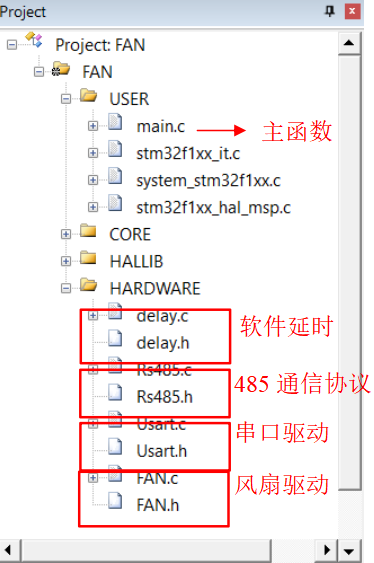 Project
Project: FAN
FAN
USER
main.c 主函数
stm32f1xx_it.c
system_stm32f1xx.c
stm32f1xx_hal_msp.c
CORE
HALLIB
HARDWARE
delay.c 软件延时
delay.h
Rs485.c 485 通信协议
Rs485.h
Usart.c 串口驱动
Usart.h
FAN.c 风扇驱动
FAN.h